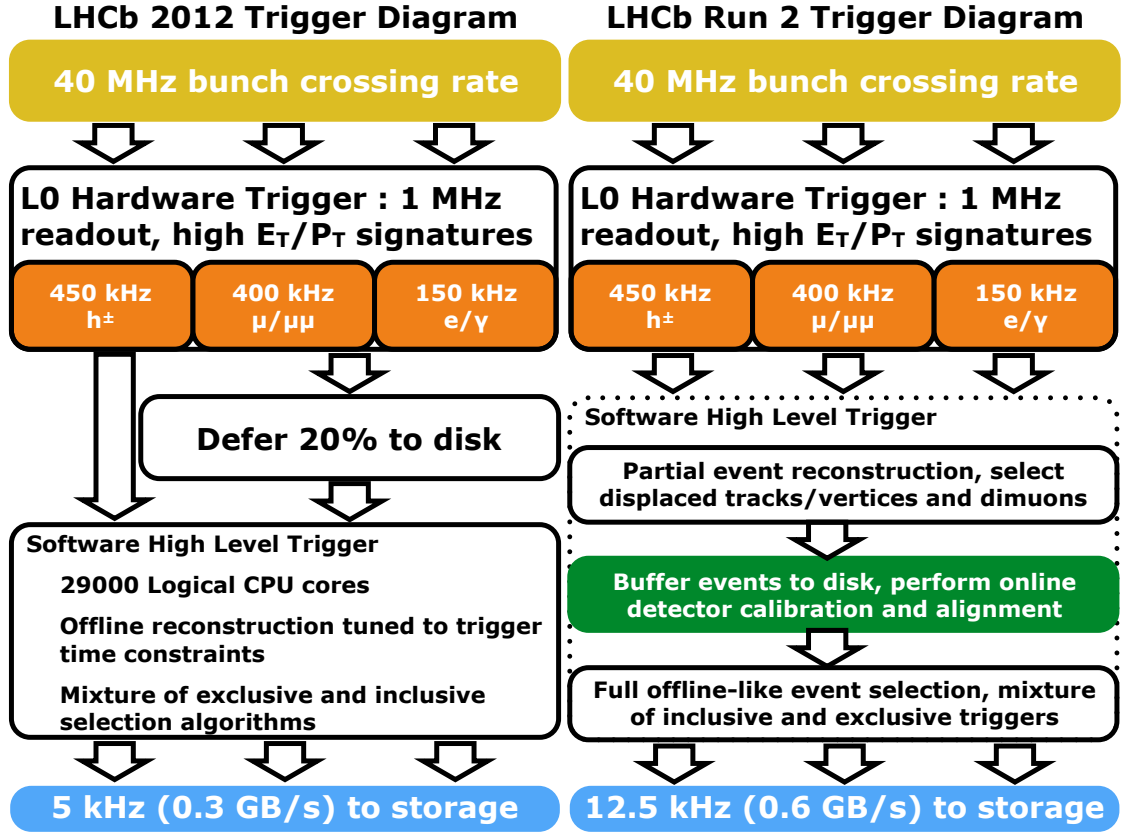 LHCb 2012 Trigger Diagram
40 MHz bunch crossing rate
L0 Hardware Trigger : 1 MHz
readout, high E_T/P_T signatures
450 kHz
h±
400 kHz
μ/μμ
150 kHz
e/γ
Defer 20% to disk
Software High Level Trigger
29000 Logical CPU cores
Offline reconstruction tuned to trigger
time constraints
Mixture of exclusive and inclusive
selection algorithms
5 kHz (0.3 GB/s) to storage
LHCb Run 2 Trigger Diagram
40 MHz bunch crossing rate
L0 Hardware Trigger : 1 MHz
readout, high E_T/P_T signatures
450 kHz
h±
400 kHz
μ/μμ
150 kHz
e/γ
Software High Level Trigger
Partial event reconstruction, select
displaced tracks/vertices and dimuons
Buffer events to disk, perform online
detector calibration and alignment
Full offline-like event selection, mixture
of inclusive and exclusive triggers
12.5 kHz (0.6 GB/s) to storage